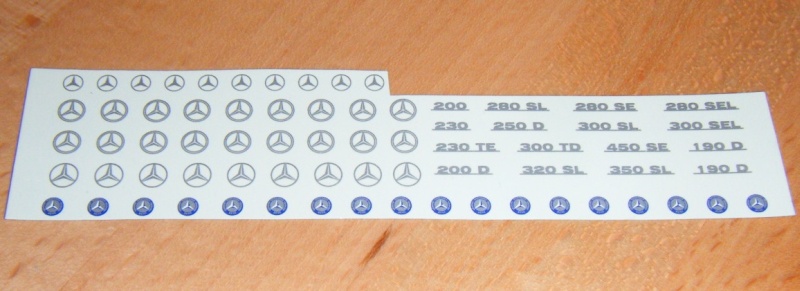 200 280 SL 280 SE 280 SEL
230 250 D 300 SL 300 SEL
230 TE 300 TD 450 SE 190 D
200 D 320 SL 350 SL 190 D